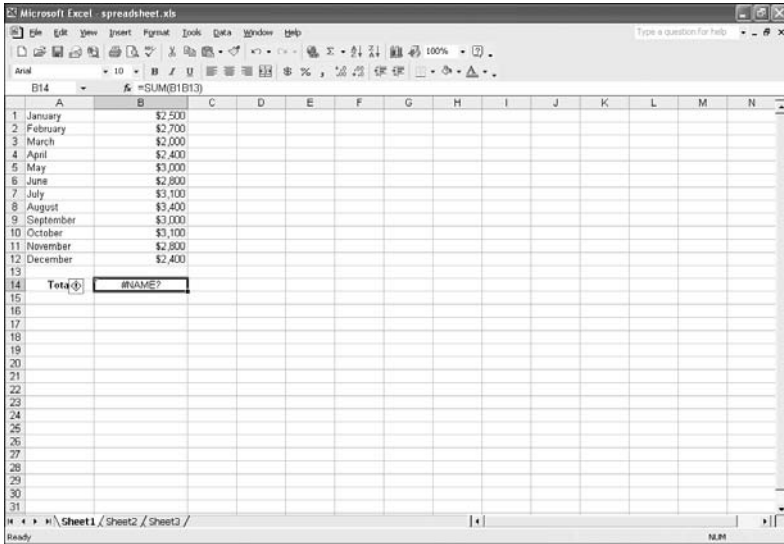 Microsoft Excel - spreadsheet.xls
File Edit View Insert Format Tools Data Window Help Type a question for help
100%
Arial 10 B I U $ % ,
B14 fx =SUM(B1B13)
A B C D E F G H I J K L M N
1 January $2,500
2 February $2,700
3 March $2,000
4 April $2,400
5 May $3,000
6 June $2,800
7 July $3,100
8 August $3,400
9 September $3,000
10 October $3,100
11 November $2,800
12 December $2,400
13
14 Tota #NAME?
15
16
17
18
19
20
21
22
23
24
25
26
27
28
29
30
31
Sheet1 / Sheet2 / Sheet3 /
Ready NUM